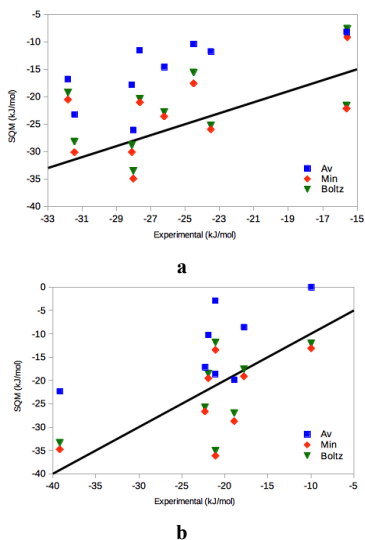 -5
-10
-15
-20
-25
-30
-35
-40
SQM (kJ/mol)
-33 -31 -29 -27 -25 -23 -21 -19 -17 -15
Experimental (kJ/mol)
Av
Min
Boltz
a
0
-5
-10
-15
-20
-25
-30
-35
-40
SQM (kJ/mol)
-40 -35 -30 -25 -20 -15 -10 -5
Experimental (kJ/mol)
Av
Min
Boltz
b